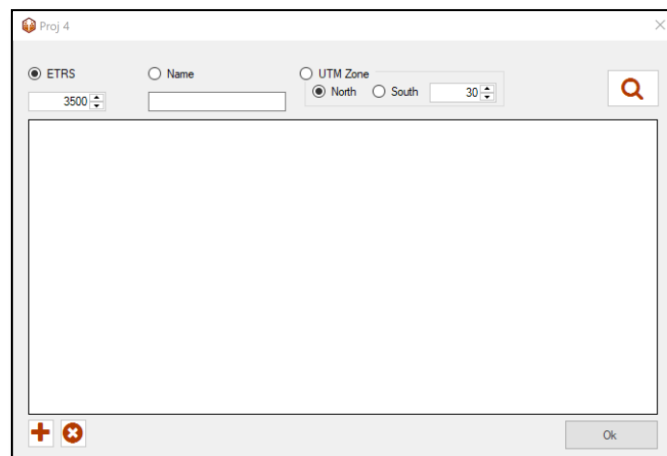 Proj 4
ETRS Name UTM Zone
North South 30
3500
Ok